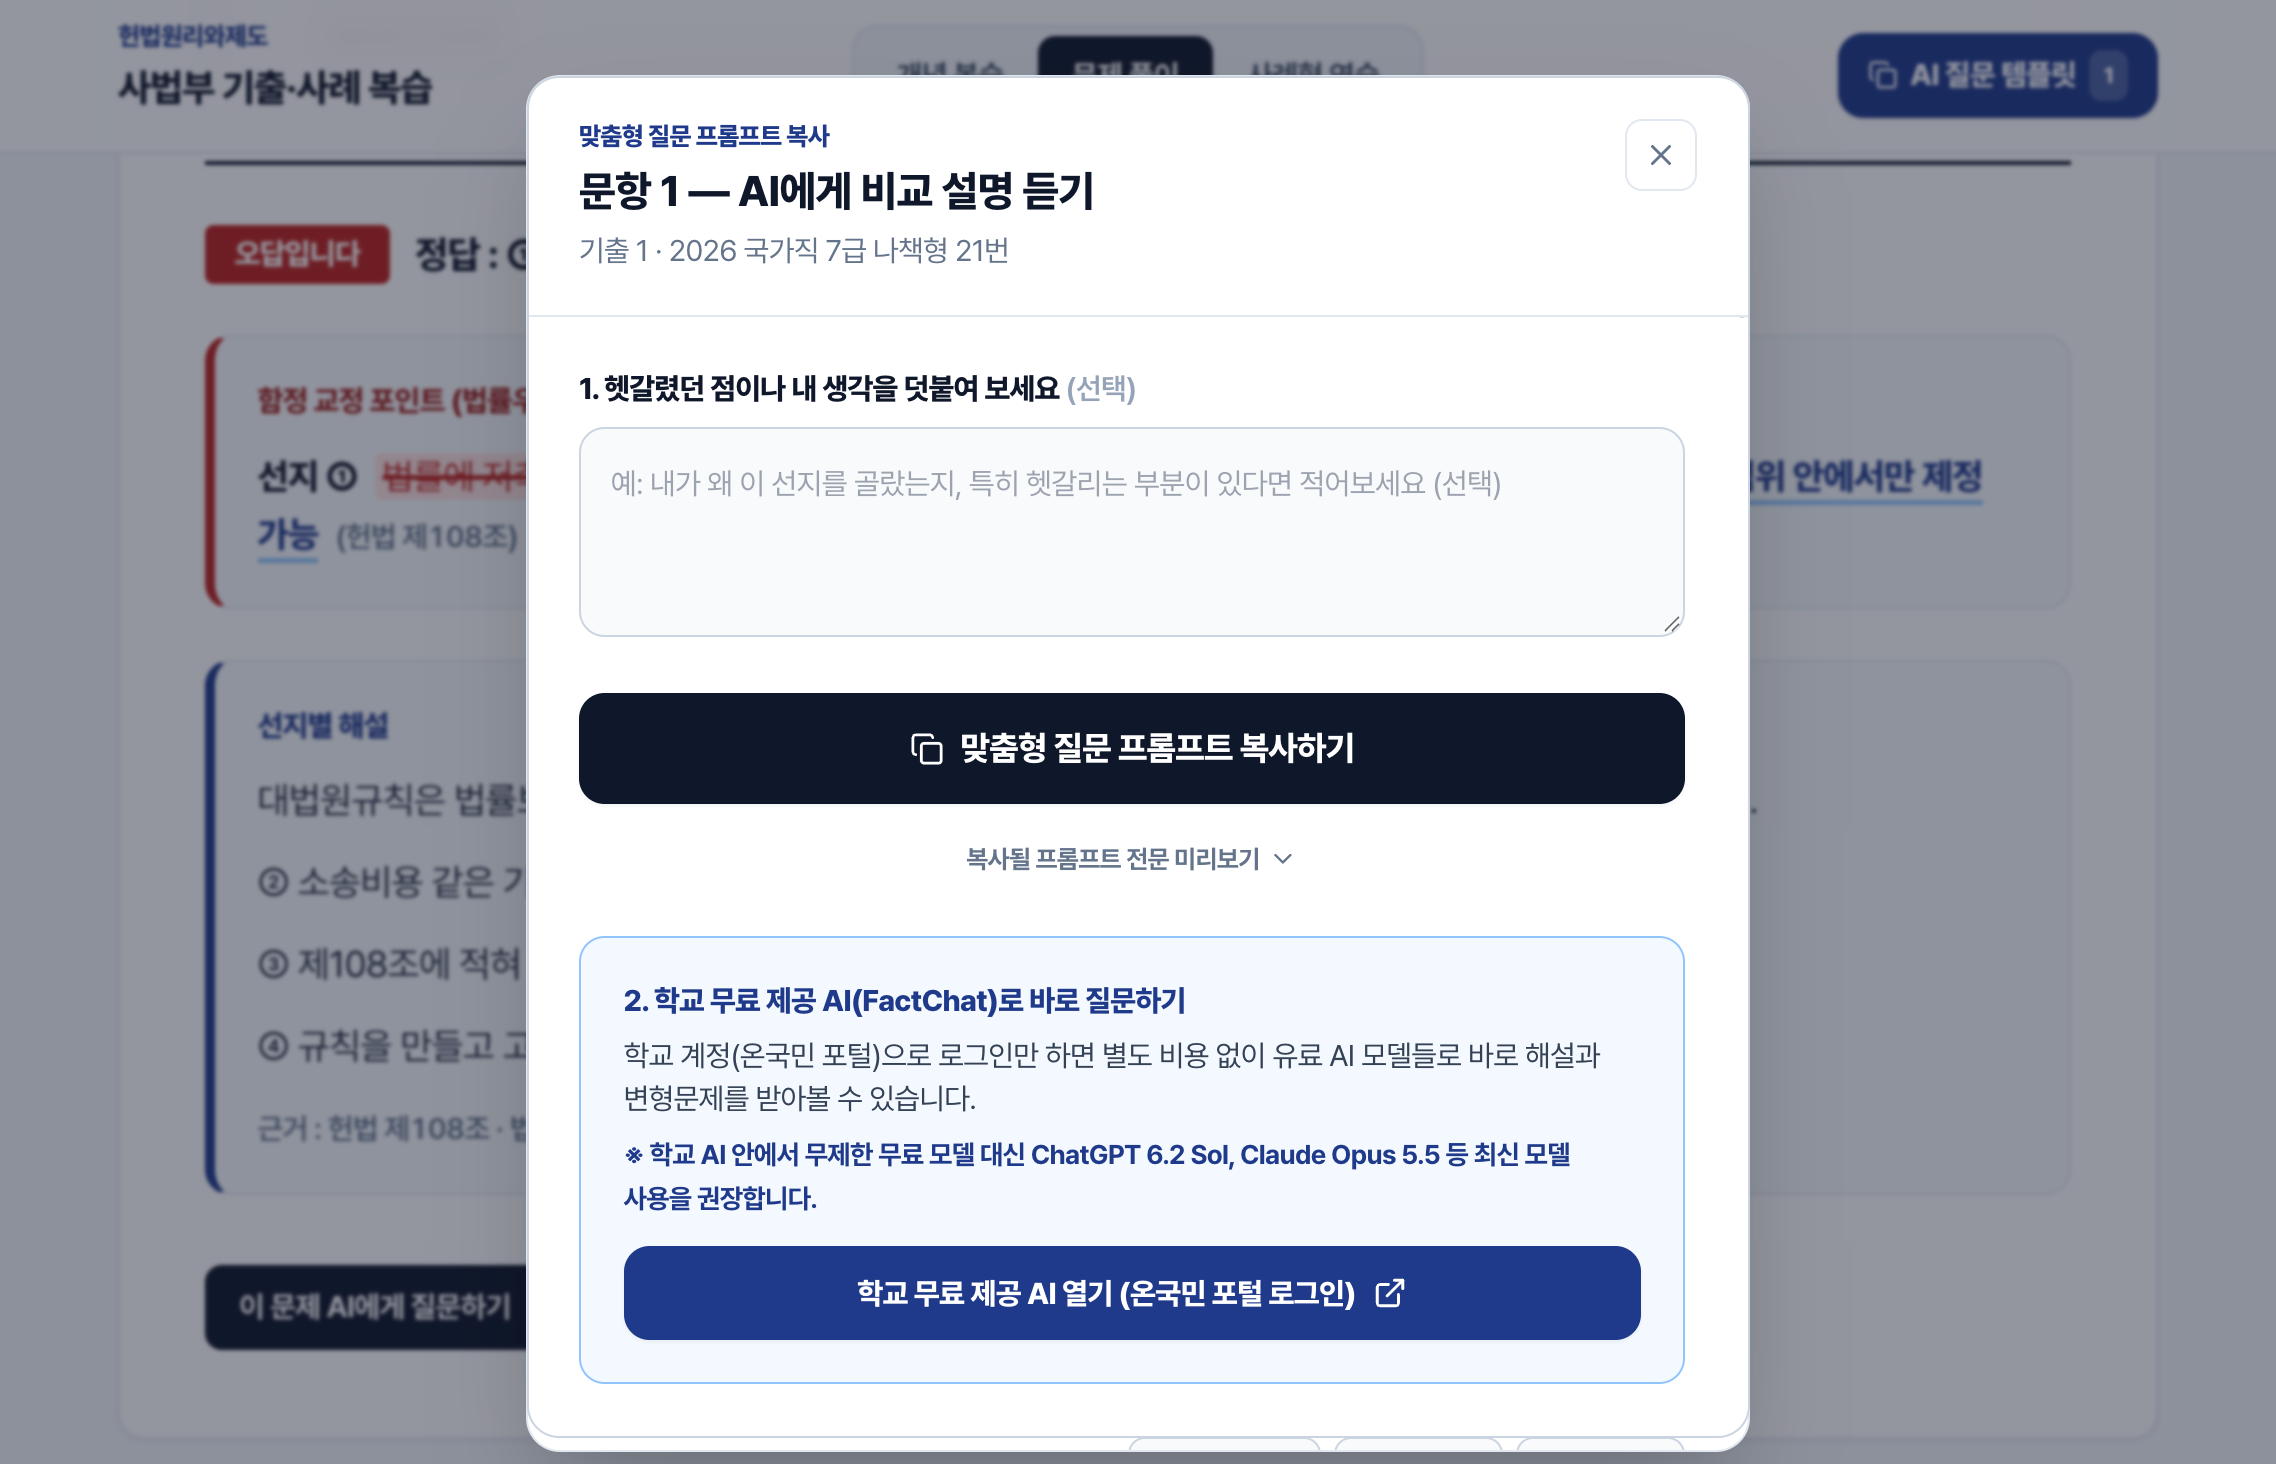 헌법원리와제도
사법부 기출·사례 복습
개념 복습
문제 풀이
사례형 연습
AI 질문 템플릿 1
오답입니다
정답 :
함정 교정 포인트
선지 ①
위 안에서만 제정
가능 (헌법 제108조)
선지별 해설
대법원규칙은
② 소송비용 같은
③ 제108조에 적혀
④ 규칙을 만들고
근거 : 헌법 제108조 ·
이 문제 AI에게 질문하기
맞춤형 질문 프롬프트 복사
문항 1 — AI에게 비교 설명 듣기
기출 1 · 2026 국가직 7급 나책형 21번
1. 헷갈렸던 점이나 내 생각을 덧붙여 보세요 (선택)
예: 내가 왜 이 선지를 골랐는지, 특히 헷갈리는 부분이 있다면 적어보세요 (선택)
맞춤형 질문 프롬프트 복사하기
복사될 프롬프트 전문 미리보기
2. 학교 무료 제공 AI(FactChat)로 바로 질문하기
학교 계정(온국민 포털)으로 로그인만 하면 별도 비용 없이 유료 AI 모델들로 바로 해설과
변형문제를 받아볼 수 있습니다.
※ 학교 AI 안에서 무제한 무료 모델 대신 ChatGPT 6.2 Sol, Claude Opus 5.5 등 최신 모델
사용을 권장합니다.
학교 무료 제공 AI 열기 (온국민 포털 로그인)